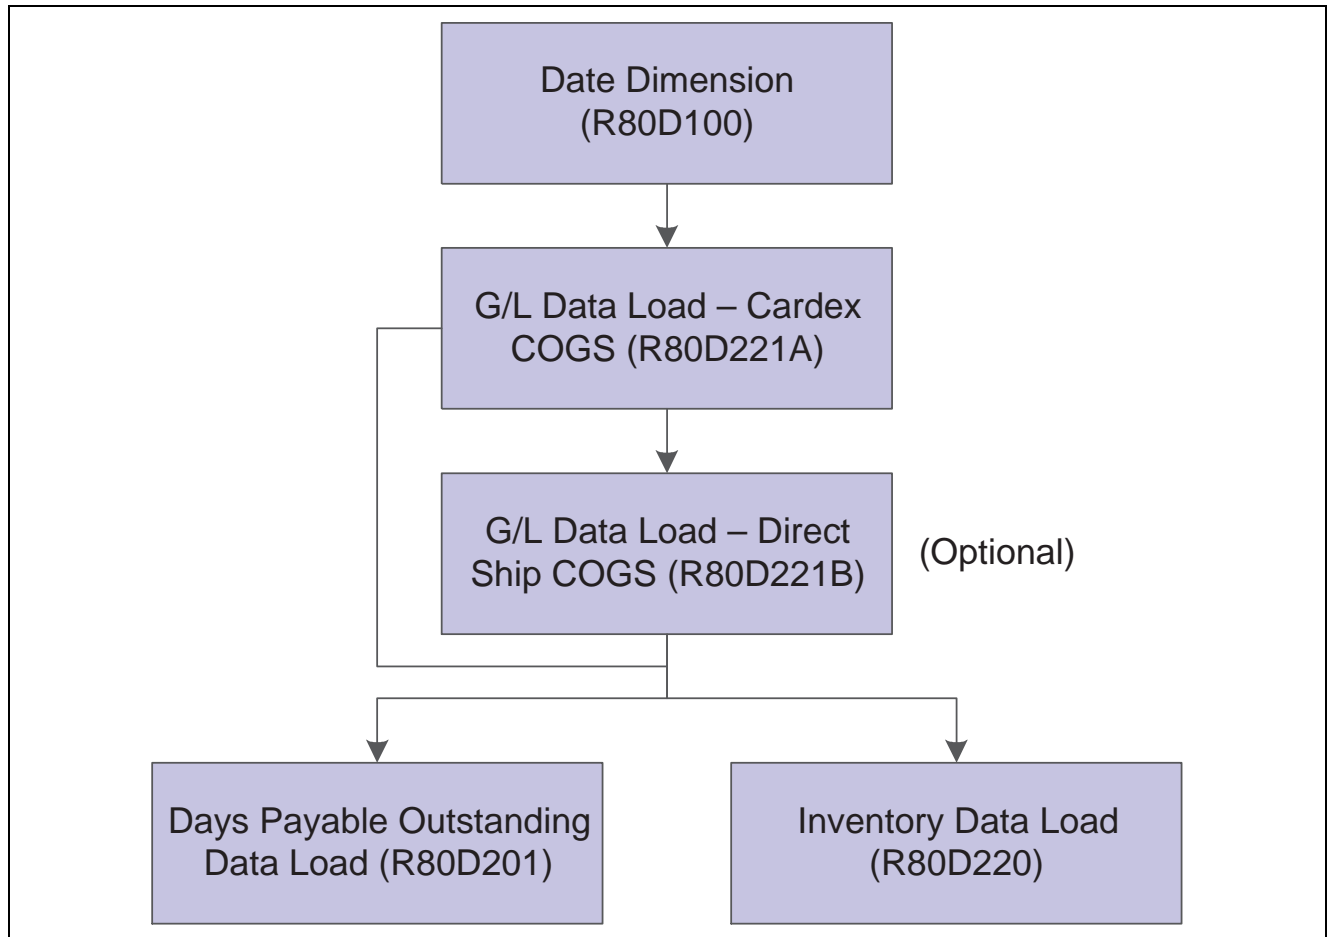 Date Dimension
(R80D100)
G/L Data Load – Cardex
COGS (R80D221A)
G/L Data Load – Direct
Ship COGS (R80D221B)
(Optional)
Days Payable Outstanding
Data Load (R80D201)
Inventory Data Load
(R80D220)